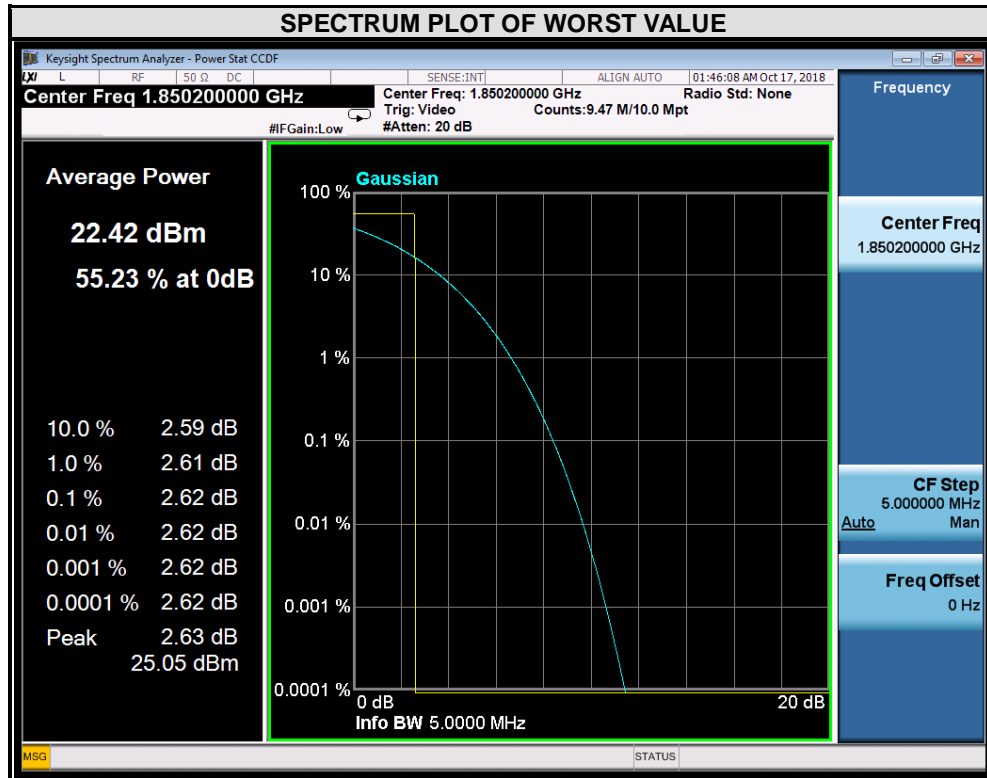 SPECTRUM PLOT OF WORST VALUE
Keysight Spectrum Analyzer - Power Stat CCDF
LXI L RF 50 Ω DC SENSE:INT ALIGN AUTO 01:46:08 AM Oct 17, 2018
Center Freq 1.850200000 GHz
Center Freq: 1.850200000 GHz Radio Std: None
Trig: Video Counts:9.47 M/10.0 Mpt
#IFGain:Low #Atten: 20 dB
Frequency
Average Power
22.42 dBm
55.23 % at 0dB
10.0 % 2.59 dB
1.0 % 2.61 dB
0.1 % 2.62 dB
0.01 % 2.62 dB
0.001 % 2.62 dB
0.0001 % 2.62 dB
Peak 2.63 dB
25.05 dBm
Gaussian
100 %
10 %
1 %
0.1 %
0.01 %
0.001 %
0.0001 %
0 dB 20 dB
Info BW 5.0000 MHz
Center Freq
1.850200000 GHz
CF Step
5.000000 MHz
Auto Man
Freq Offset
0 Hz
MSG STATUS